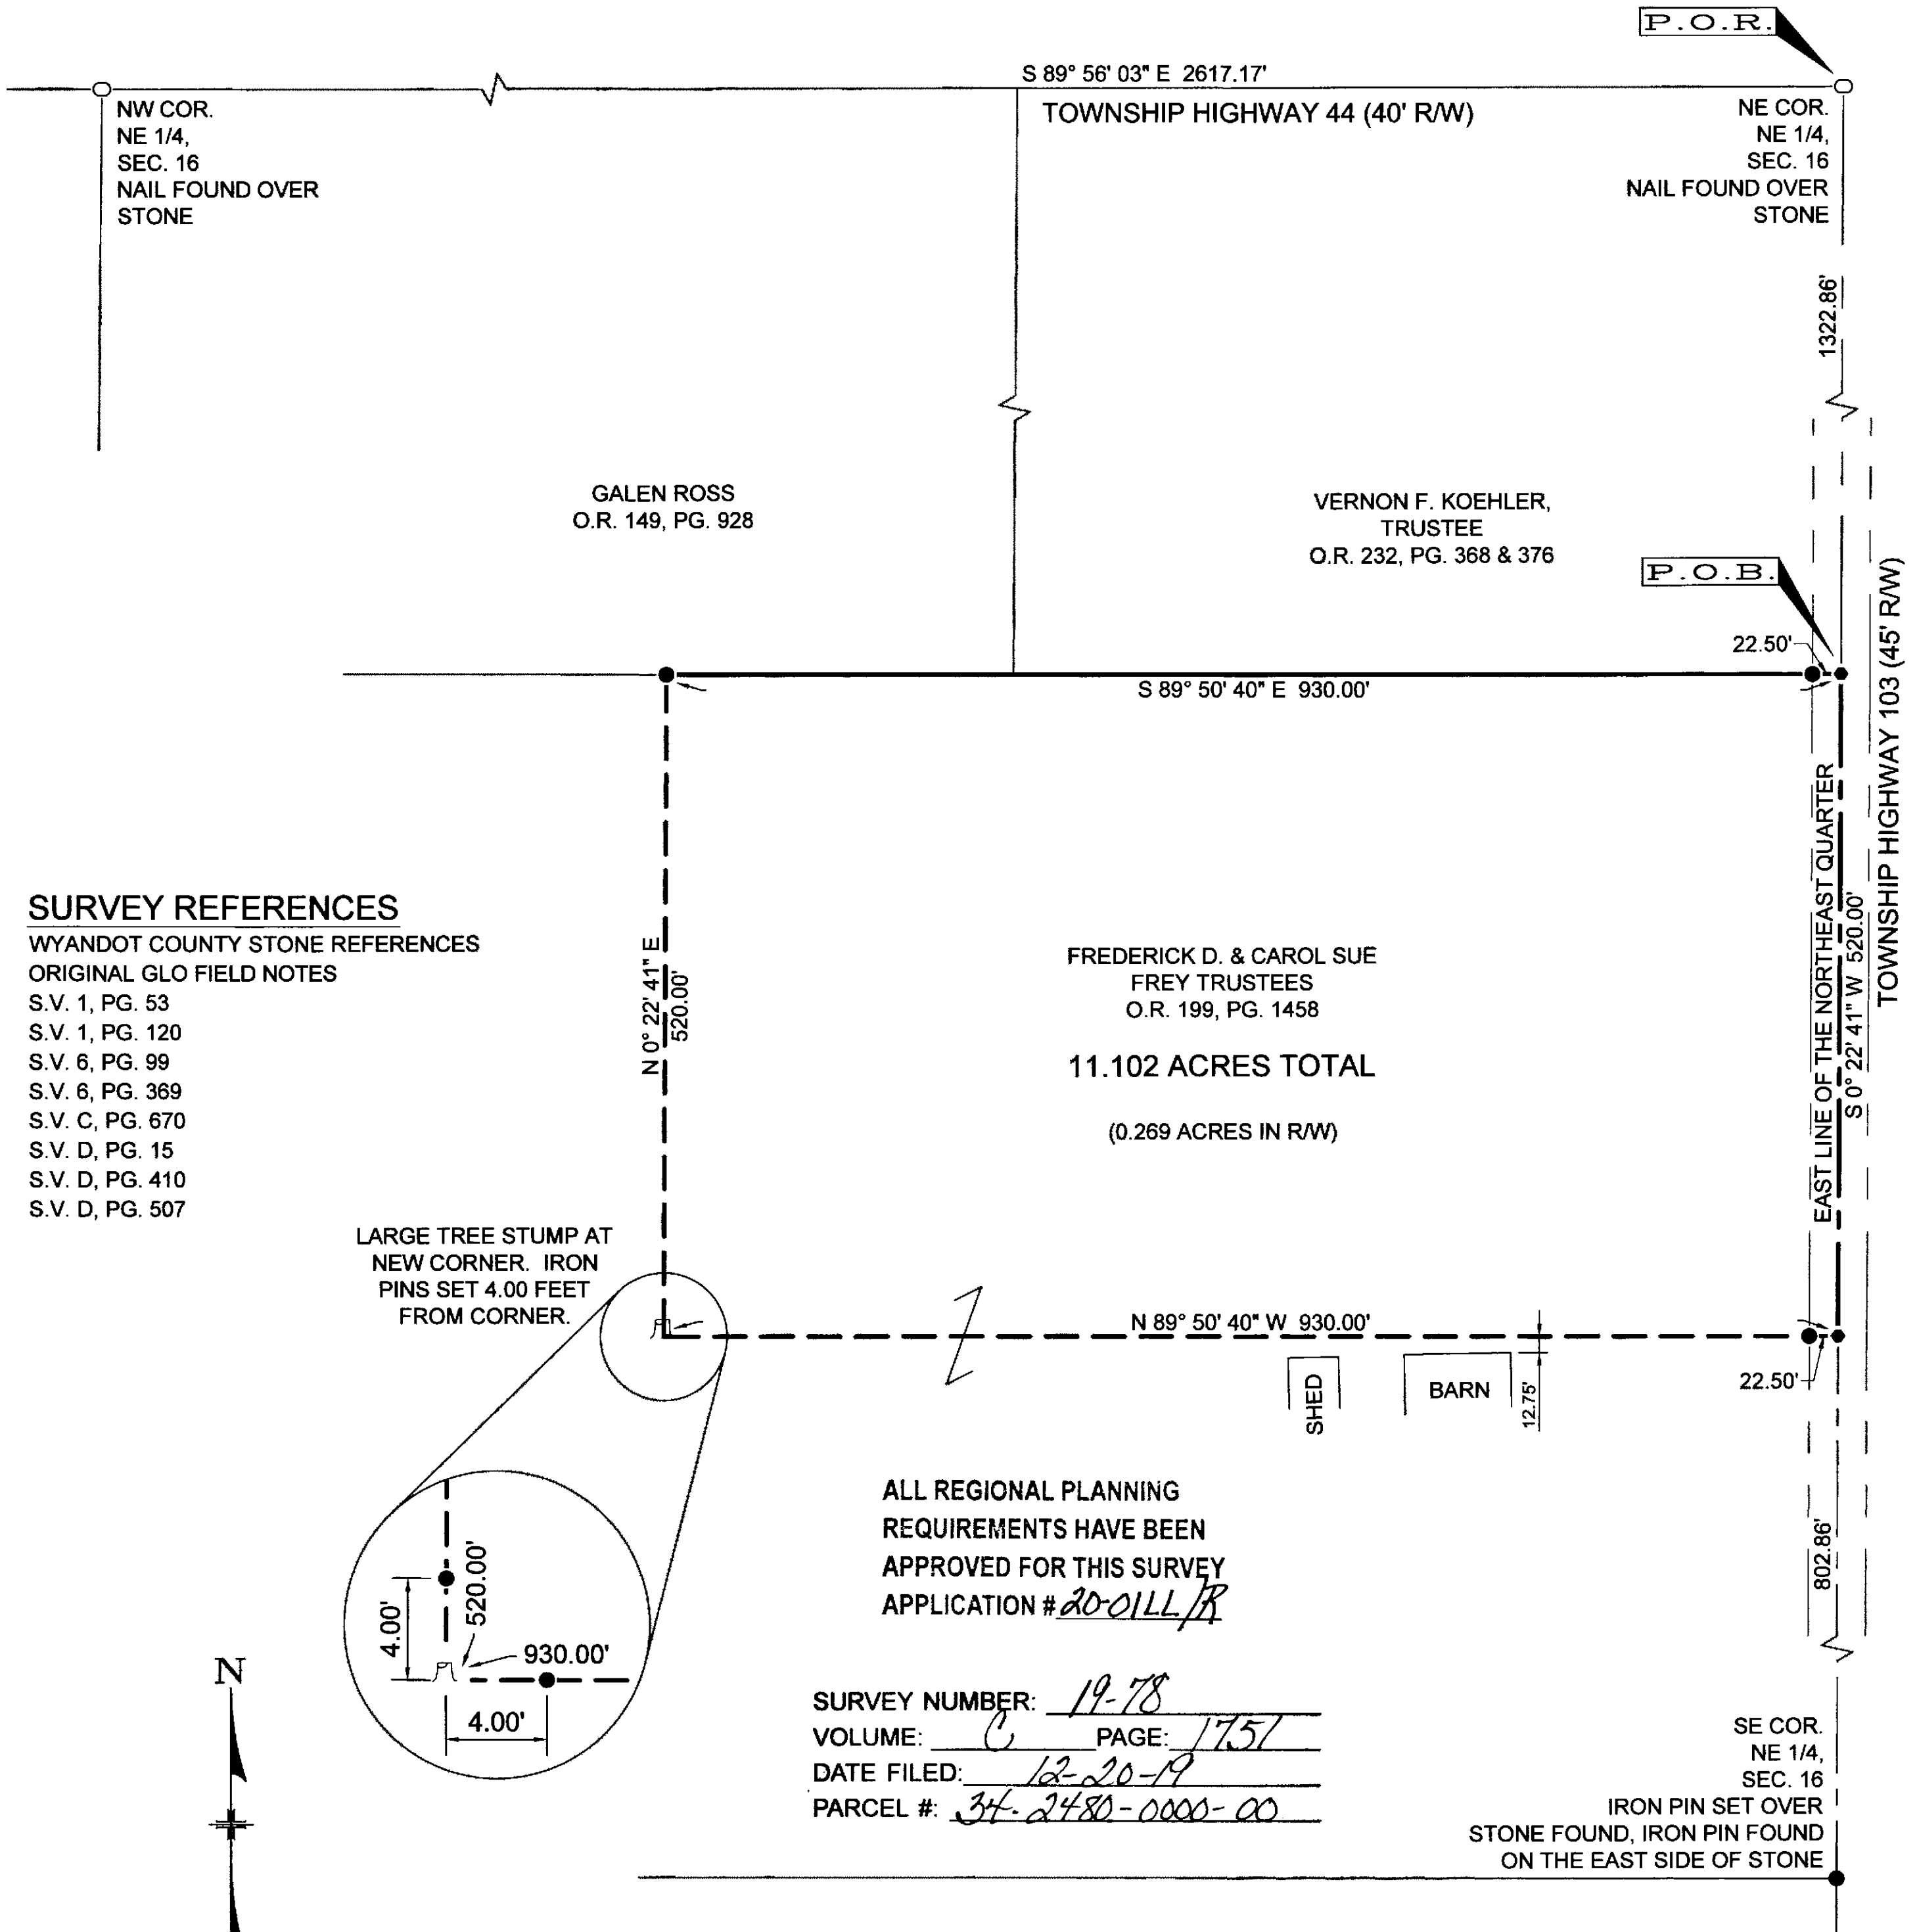 P.O.R.
S 89° 56' 03" E 2617.17'
TOWNSHIP HIGHWAY 44 (40' R/W)
NW COR.
NE 1/4,
SEC. 16
NAIL FOUND OVER
STONE
NE COR.
NE 1/4,
SEC. 16
NAIL FOUND OVER
STONE
1322.86'
GALEN ROSS
O.R. 149, PG. 928
VERNON F. KOEHLER,
TRUSTEE
O.R. 232, PG. 368 & 376
P.O.B.
22.50'
TOWNSHIP HIGHWAY 103 (45' R/W)
S 89° 50' 40" E 930.00'
EAST LINE OF THE NORTHEAST QUARTER
S 0° 22' 41" W 520.00'
N 0° 22' 41" E
520.00'
SURVEY REFERENCES
WYANDOT COUNTY STONE REFERENCES
ORIGINAL GLO FIELD NOTES
S.V. 1, PG. 53
S.V. 1, PG. 120
S.V. 6, PG. 99
S.V. 6, PG. 369
S.V. C, PG. 670
S.V. D, PG. 15
S.V. D, PG. 410
S.V. D, PG. 507
FREDERICK D. & CAROL SUE
FREY TRUSTEES
O.R. 199, PG. 1458
11.102 ACRES TOTAL
(0.269 ACRES IN R/W)
LARGE TREE STUMP AT
NEW CORNER. IRON
PINS SET 4.00 FEET
FROM CORNER.
N 89° 50' 40" W 930.00'
SHED
BARN
12.75'
22.50'
802.86'
4.00'
520.00'
930.00'
4.00'
N
ALL REGIONAL PLANNING
REQUIREMENTS HAVE BEEN
APPROVED FOR THIS SURVEY
APPLICATION # 20-01LL/R
SURVEY NUMBER: 19-78
VOLUME: C PAGE: 1751
DATE FILED: 12-20-19
PARCEL #: 34-2480-0000-00
SE COR.
NE 1/4,
SEC. 16
IRON PIN SET OVER
STONE FOUND, IRON PIN FOUND
ON THE EAST SIDE OF STONE